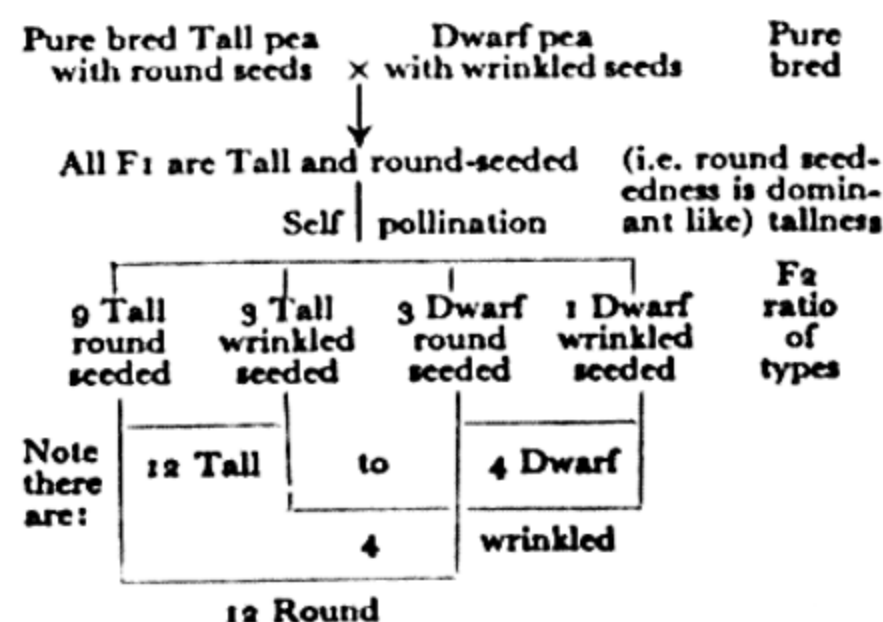 Pure bred Tall pea Dwarf pea Pure
with round seeds × with wrinkled seeds bred
All F1 are Tall and round-seeded (i.e. round seed-
edness is domin-
Self pollination ant like) tallness
F2
9 Tall 3 Tall 3 Dwarf 1 Dwarf ratio
round wrinkled round wrinkled of
seeded seeded seeded seeded types
Note
there 12 Tall to 4 Dwarf
are:
4 wrinkled
12 Round